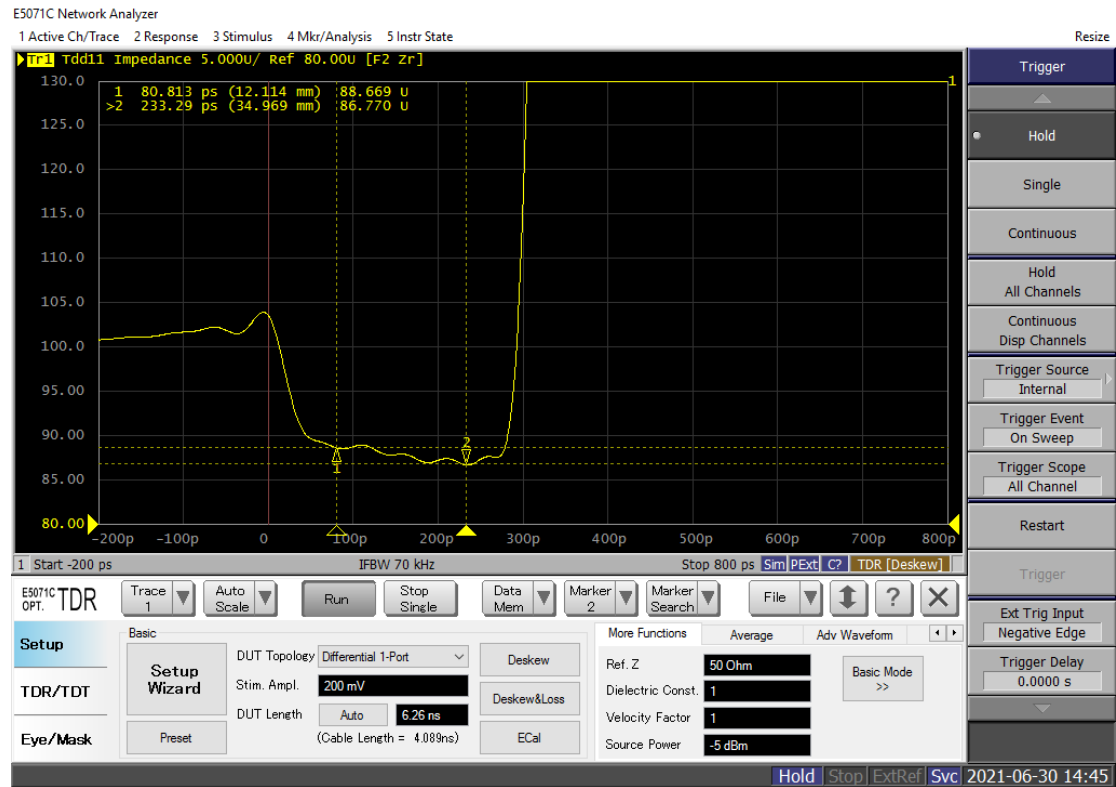 E5071C Network Analyzer
1 Active Ch/Trace 2 Response 3 Stimulus 4 Mkr/Analysis 5 Instr State Resize
Tr1 Tdd11 Impedance 5.000U/ Ref 80.00U [F2 Zr]
1 80.813 ps (12.114 mm) 88.669 U
>2 233.29 ps (34.969 mm) 86.770 U
130.0
125.0
120.0
115.0
110.0
105.0
100.0
95.00
90.00
85.00
80.00
1
1
2
-200p -100p 0 100p 200p 300p 400p 500p 600p 700p 800p
1 Start -200 ps IFBW 70 kHz Stop 800 ps Sim PExt C? TDR [Deskew]
Trigger
Hold
Single
Continuous
Hold
All Channels
Continuous
Disp Channels
Trigger Source
Internal
Trigger Event
On Sweep
Trigger Scope
All Channel
Restart
Trigger
Ext Trig Input
Negative Edge
Trigger Delay
0.0000 s
E5071C
OPT. TDR
Trace
1
Auto
Scale
Run
Stop
Single
Data
Mem
Marker
2
Marker
Search
File
?
Setup
TDR/TDT
Eye/Mask
Basic
Setup
Wizard
Preset
DUT Topology Differential 1-Port
Stim. Ampl. 200 mV
DUT Length Auto 6.26 ns
(Cable Length = 4.089ns)
Deskew
Deskew&Loss
ECal
More Functions Average Adv Waveform
Ref. Z 50 Ohm
Dielectric Const. 1
Velocity Factor 1
Source Power -5 dBm
Basic Mode
>>
Hold Stop ExtRef Svc 2021-06-30 14:45